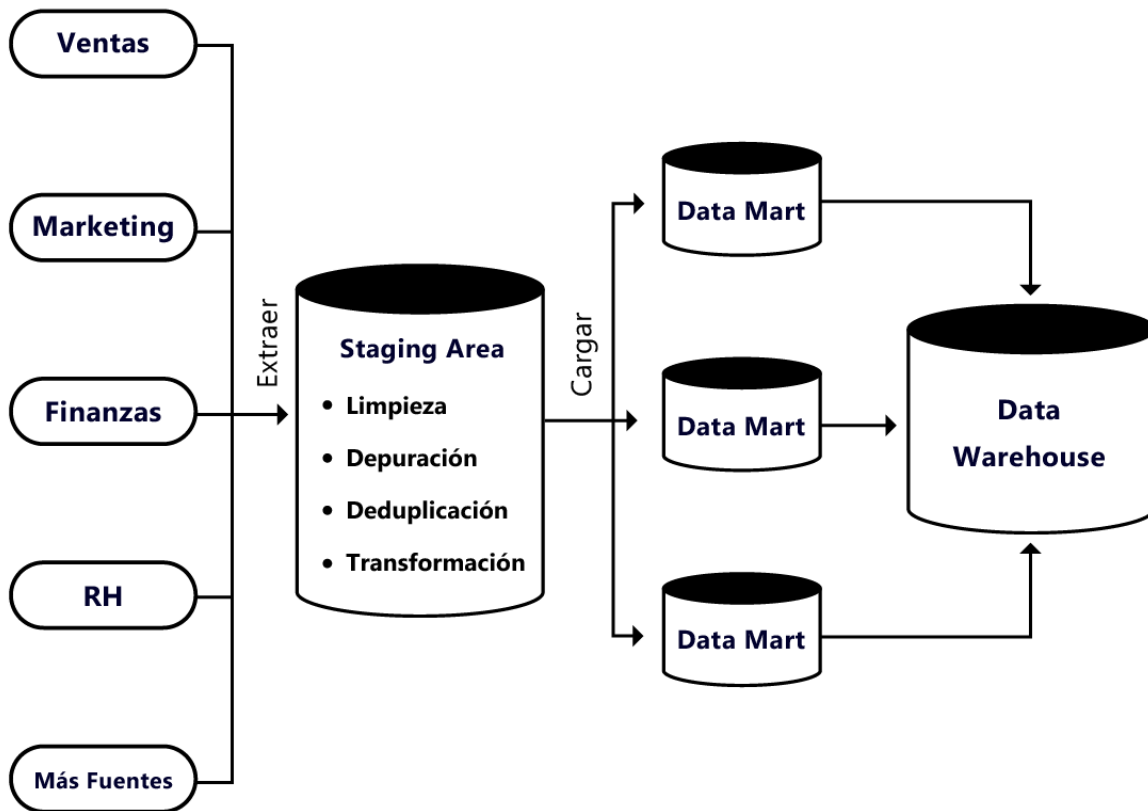 Ventas
Marketing
Finanzas
RH
Más Fuentes
Extraer
Staging Area
• Limpieza
• Depuración
• Deduplicación
• Transformación
Cargar
Data Mart
Data Mart
Data Mart
Data
Warehouse